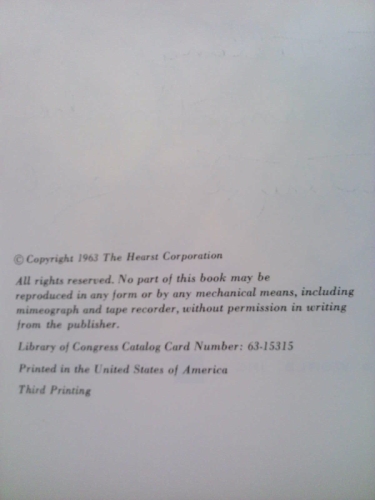 © Copyright 1963 The Hearst Corporation
All rights reserved. No part of this book may be
reproduced in any form or by any mechanical means, including
mimeograph and tape recorder, without permission in writing
from the publisher.
Library of Congress Catalog Card Number: 63-15315
Printed in the United States of America
Third Printing